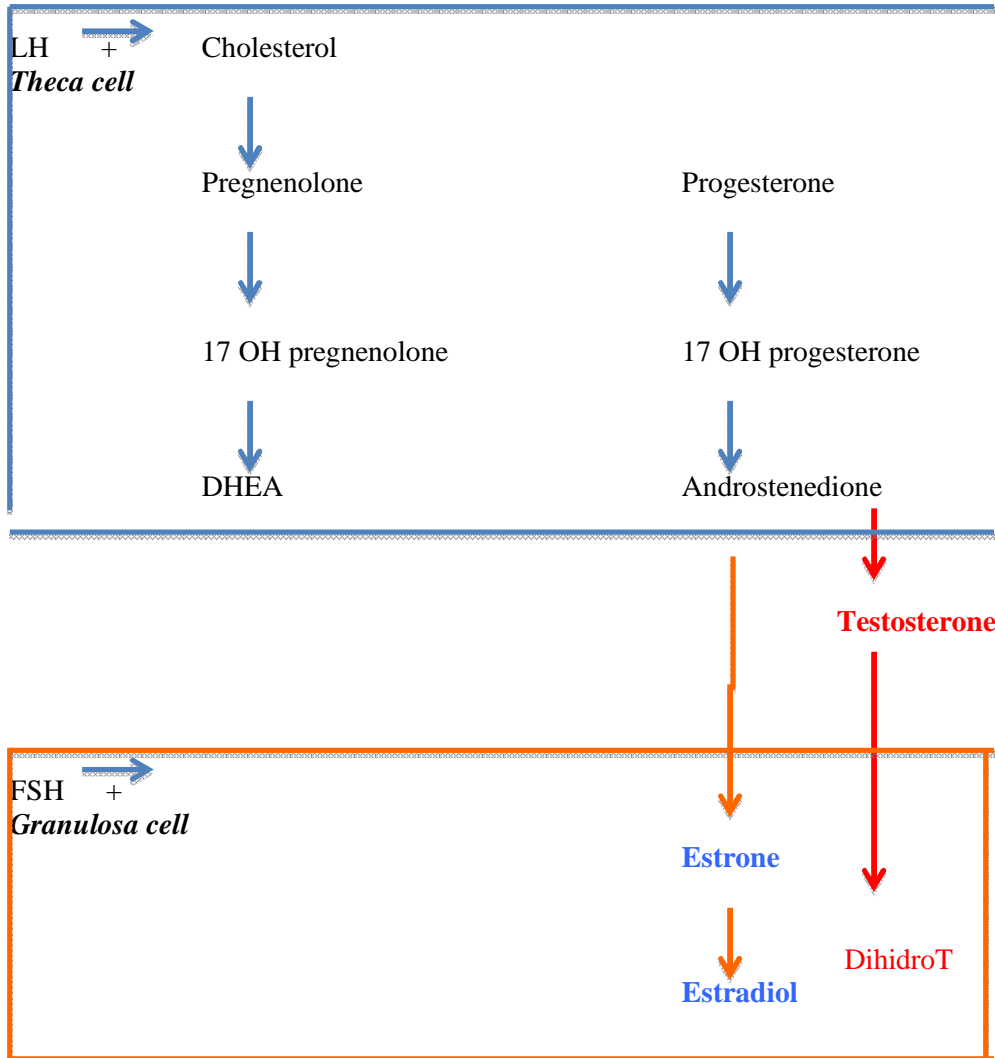 LH + Cholesterol
Theca cell
Pregnenolone Progesterone
17 OH pregnenolone 17 OH progesterone
DHEA Androstenedione
Testosterone
FSH +
Granulosa cell
Estrone
DihidroT
Estradiol